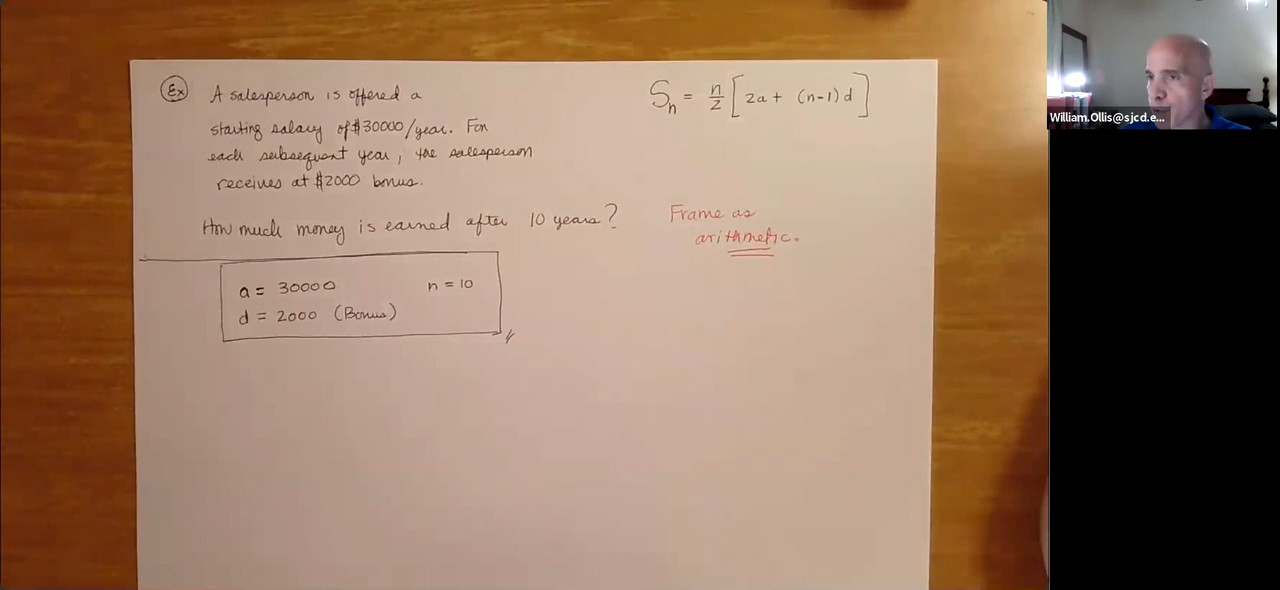 Ex
A salesperson is offered a
starting salary of $30000/year. For
each subsequent year, the salesperson
receives at $2000 bonus.
How much money is earned after 10 years?
a = 30000 n = 10
d = 2000 (Bonus)
S_n = n/2 [2a + (n-1)d]
Frame as
arithmetic.
William.Ollis@sjcd.e...